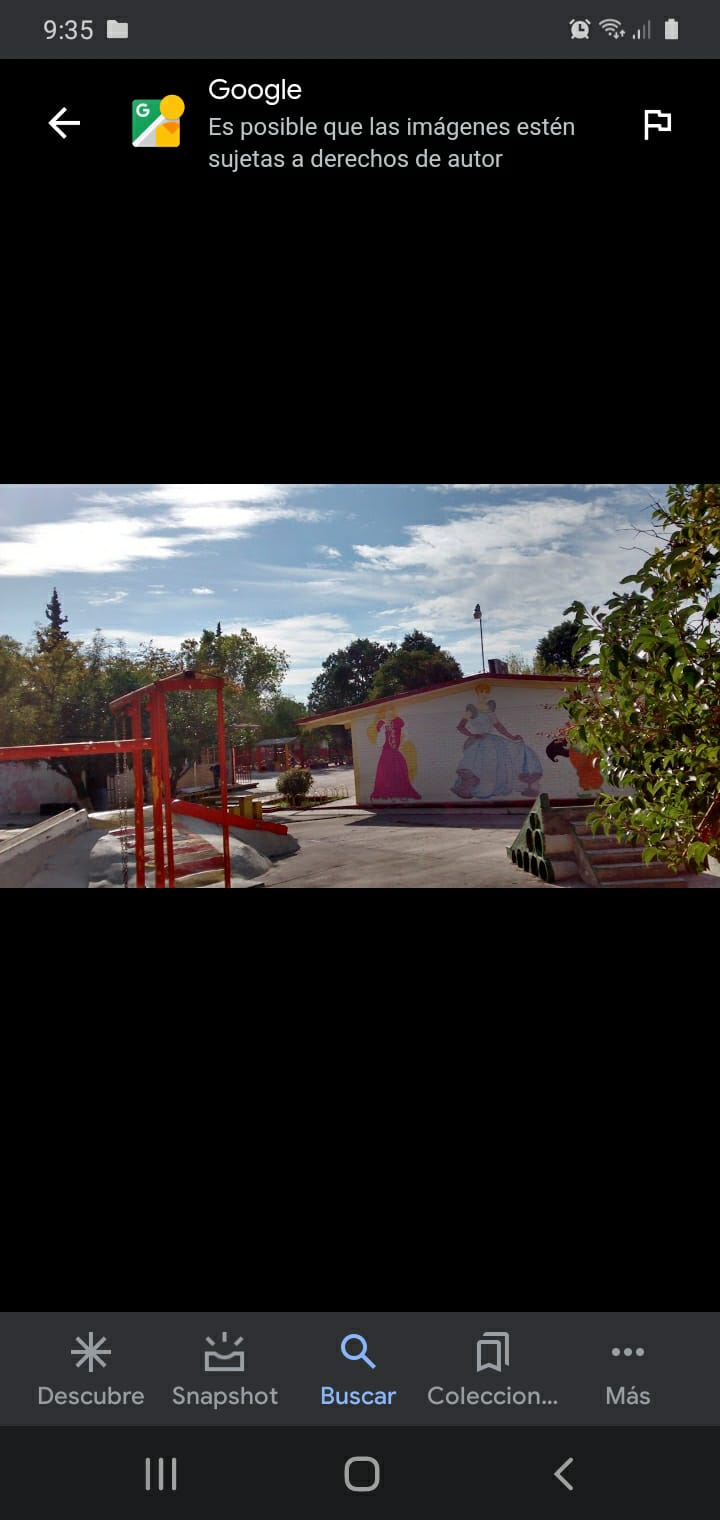 9:35
Google
Es posible que las imágenes estén
sujetas a derechos de autor
G
Descubre
Snapshot
Buscar
Coleccion...
Más